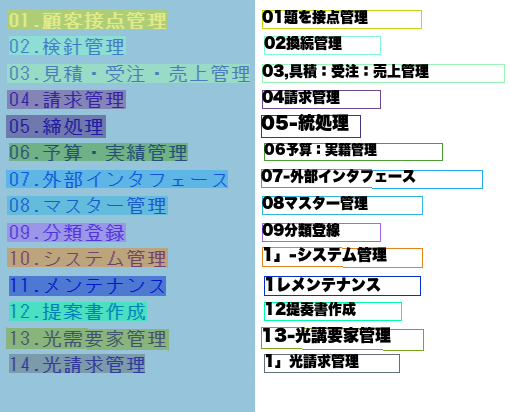 01.顧客接点管理
02.検針管理
03.見積・受注・売上管理
04.請求管理
05.締処理
06.予算・実績管理
07.外部インタフェース
08.マスター管理
09.分類登録
10.システム管理
11.メンテナンス
12.提案書作成
13.光需要家管理
14.光請求管理
01題を接点管理
02換続管理
03,見積：受注：売上管理
04請求管理
05-統処理
06予算：実籍管理
07-外部インタフェース
08マスター管理
09分類登線
1」-システム管理
1レメンテナンス
12提奏書作成
13-光講要家管理
1」光請求管理